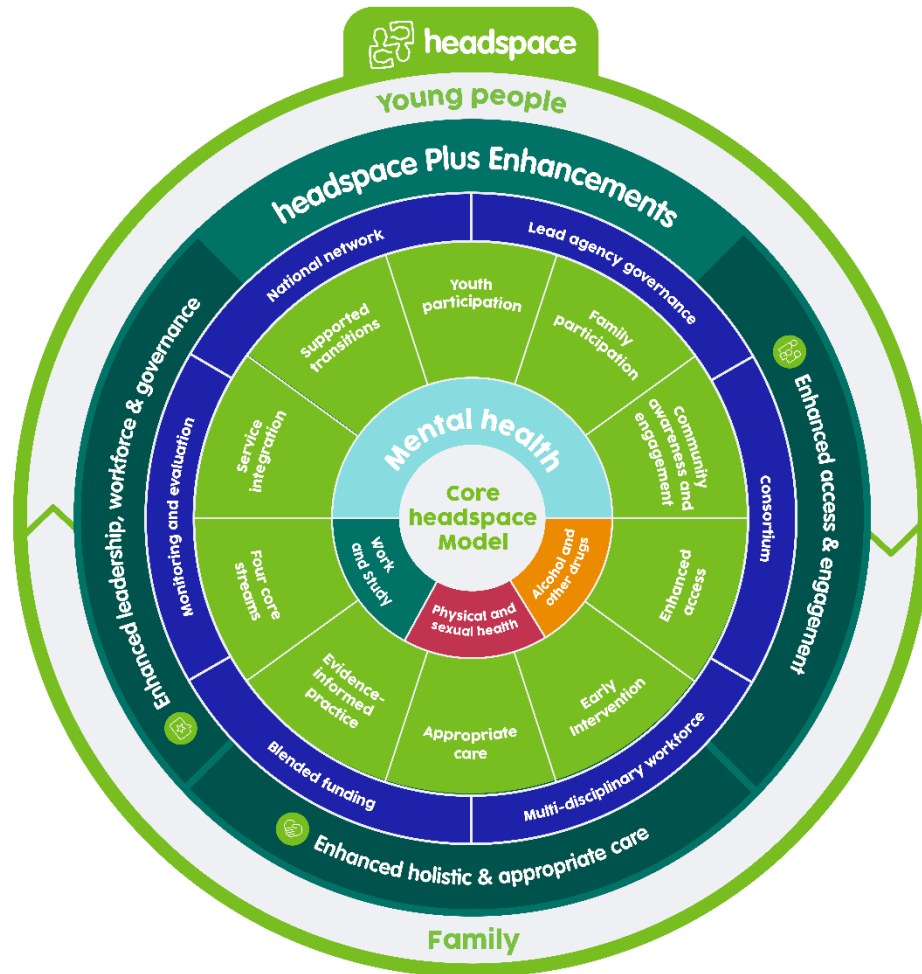 headspace
Young people
headspace Plus Enhancements
National network
Lead agency governance
consortium
Multi-disciplinary workforce
Blended funding
Monitoring and evaluation
Youth
participation
Family
participation
Community
awareness and
engagement
Enhanced
access
Early
Intervention
Appropriate
care
Evidence-
informed
practice
Four core
streams
service
integration
supported
transitions
Mental health
Alcohol and
other drugs
Physical and
sexual health
Work
and Study
Core
headspace
Model
Enhanced access & engagement
Enhanced holistic & appropriate care
Enhanced leadership, workforce & governance
Family